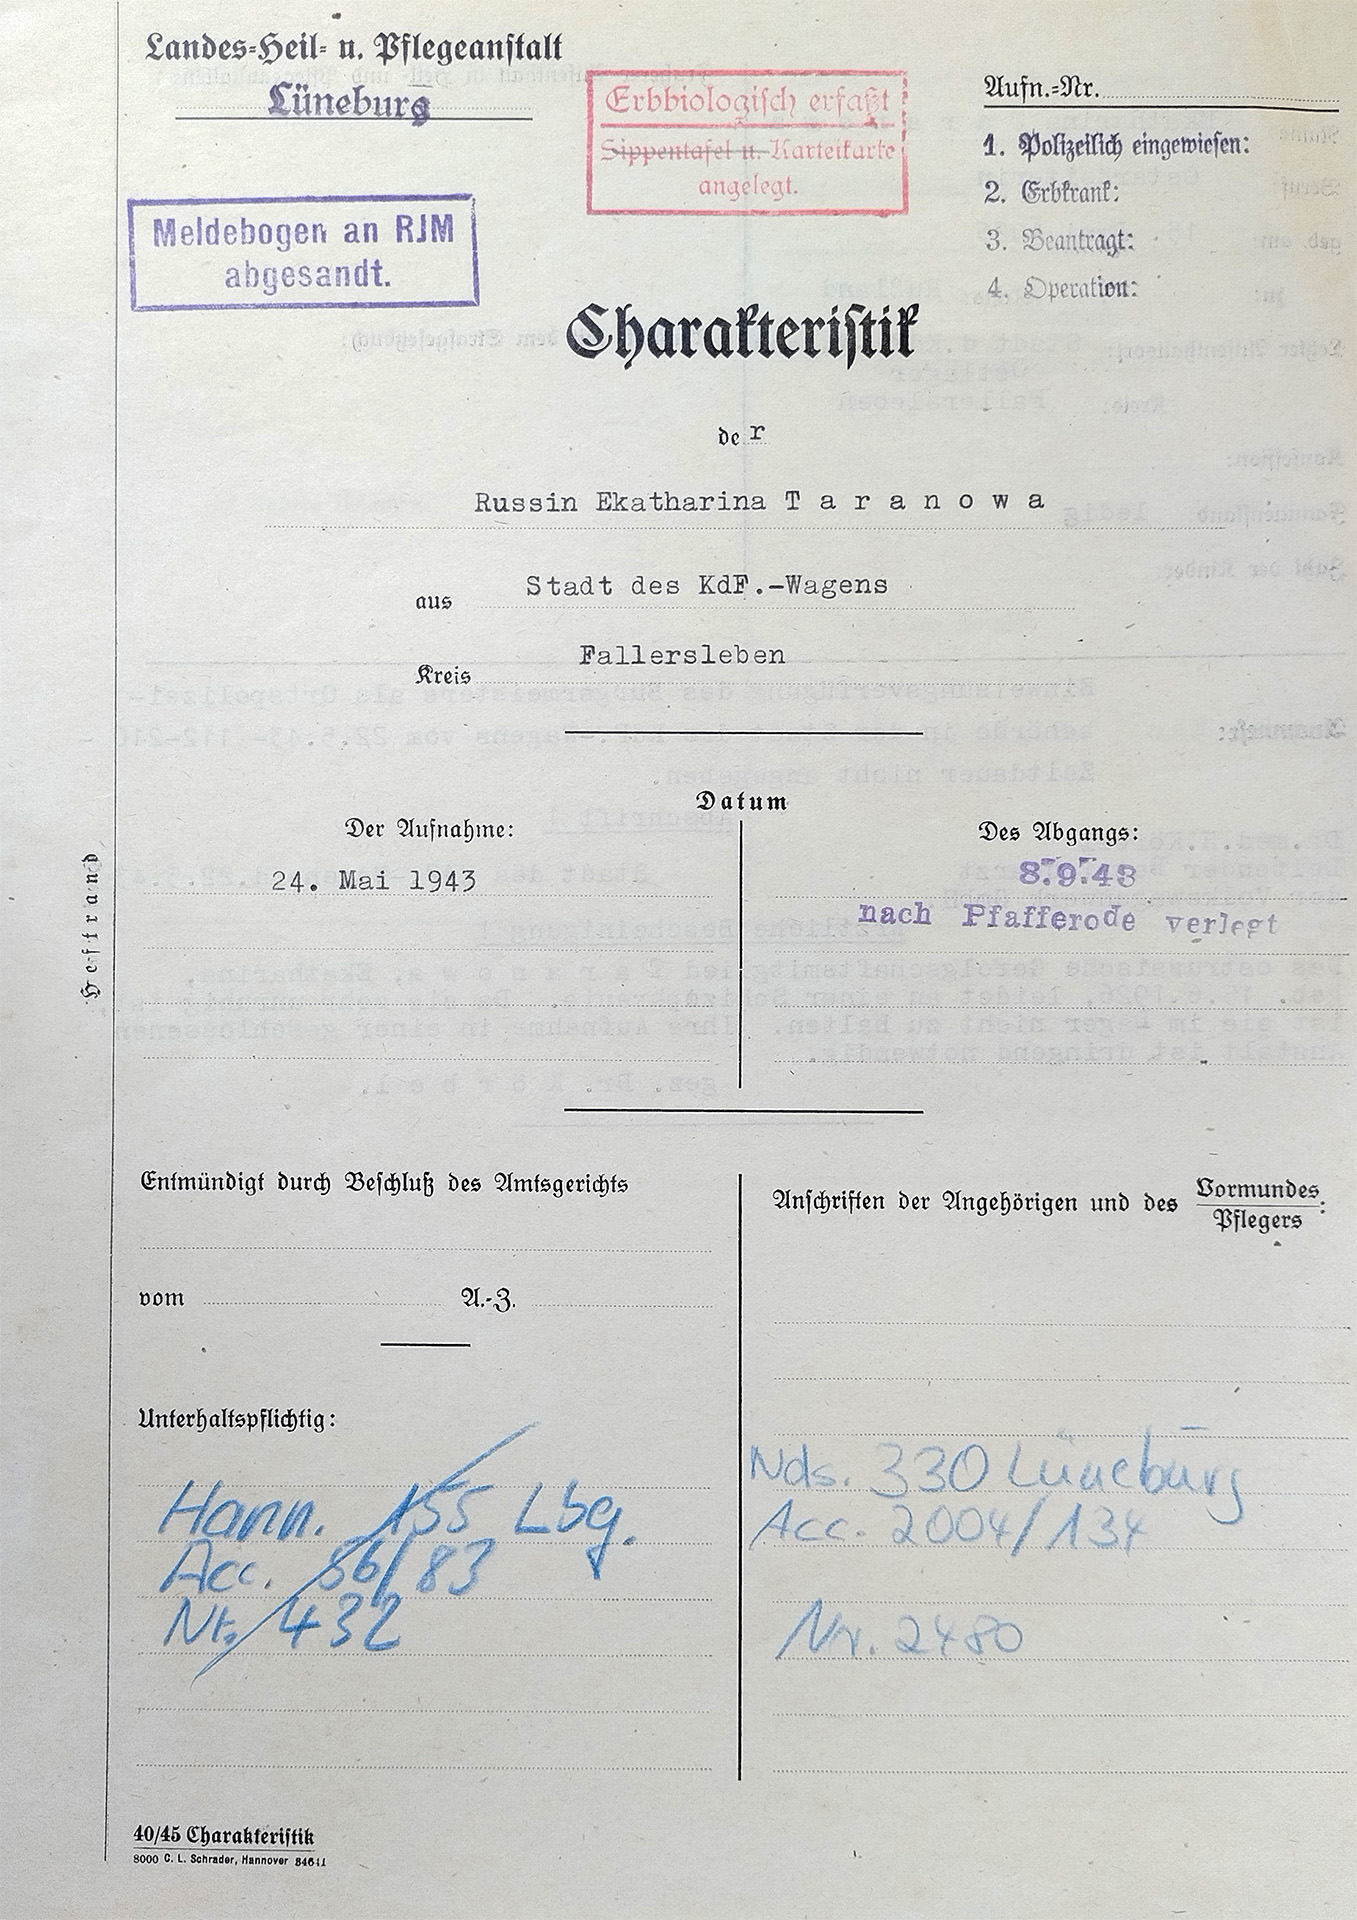 Landes-Heil- u. Pflegeanstalt
Lüneburg
Erbbiologisch erfaßt
Sippentafel u. Karteikarte
angelegt.
Aufn.-Nr.
1. Polizeilich eingewiesen:
2. Erbkrank:
3. Beantragt:
4. Operation:
Meldebogen an RJM
abgesandt.
Charakteristik
der
Russin Ekatharina Taranowa
aus Stadt des KdF.-Wagens
Kreis Fallersleben
Datum
Der Aufnahme:
24. Mai 1943
Des Abgangs:
8.9.43
nach Pfafferode verlegt
Heftrand
Entmündigt durch Beschluß des Amtsgerichts
vom A.-Z.
Anschriften der Angehörigen und des Vormundes
Pflegers:
Unterhaltspflichtig:
Hann. 155 Lbg.
Acc. 56/83
Nr. 432
Nds. 330 Lüneburg
Acc. 2004/134
Nr. 2480
40/45 Charakteristik
8000 C. L. Schrader, Hannover 34641